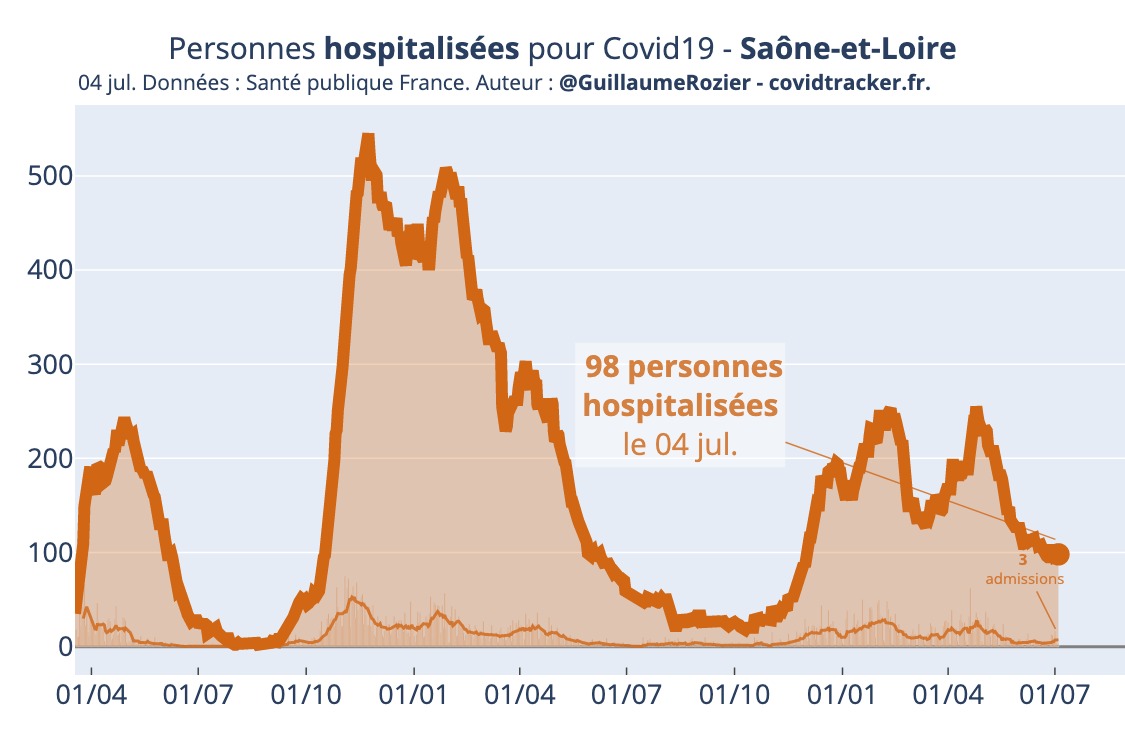 Personnes hospitalisées pour Covid19 - Saône-et-Loire
04 jul. Données : Santé publique France. Auteur : @GuillaumeRozier - covidtracker.fr.
500
400
300
200
100
0
98 personnes
hospitalisées
le 04 jul.
3
admissions
01/04 01/07 01/10 01/01 01/04 01/07 01/10 01/01 01/04 01/07